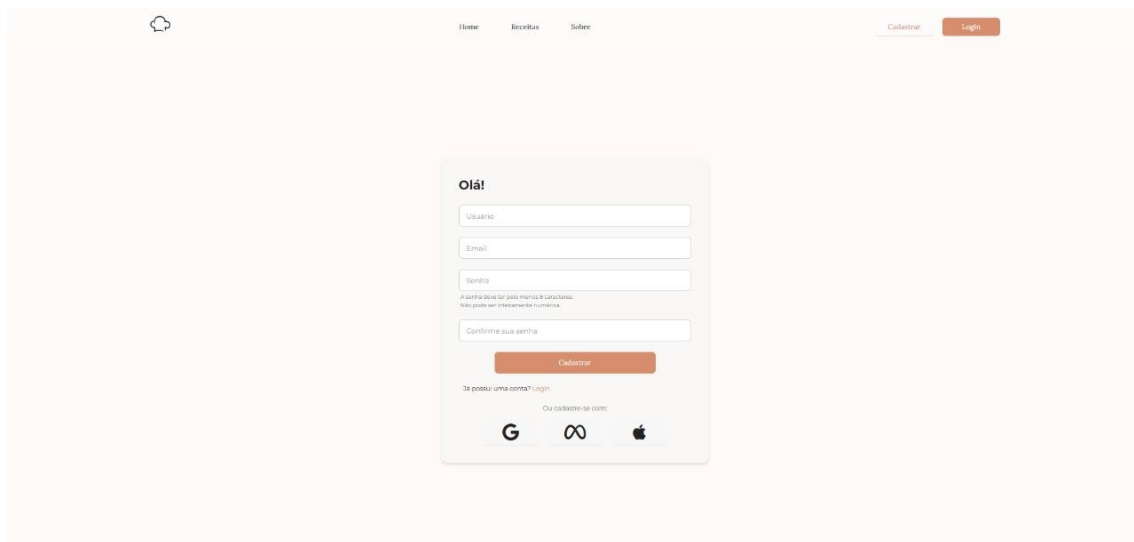 Home Receitas Sobre Cadastrar Login
Olá!
Usuário
Email
Senha
A senha deve ter pelo menos 8 caracteres.
Não pode ser inteiramente numérica.
Confirme sua senha
Cadastrar
Já possui uma conta? Login
Ou cadastre-se com: